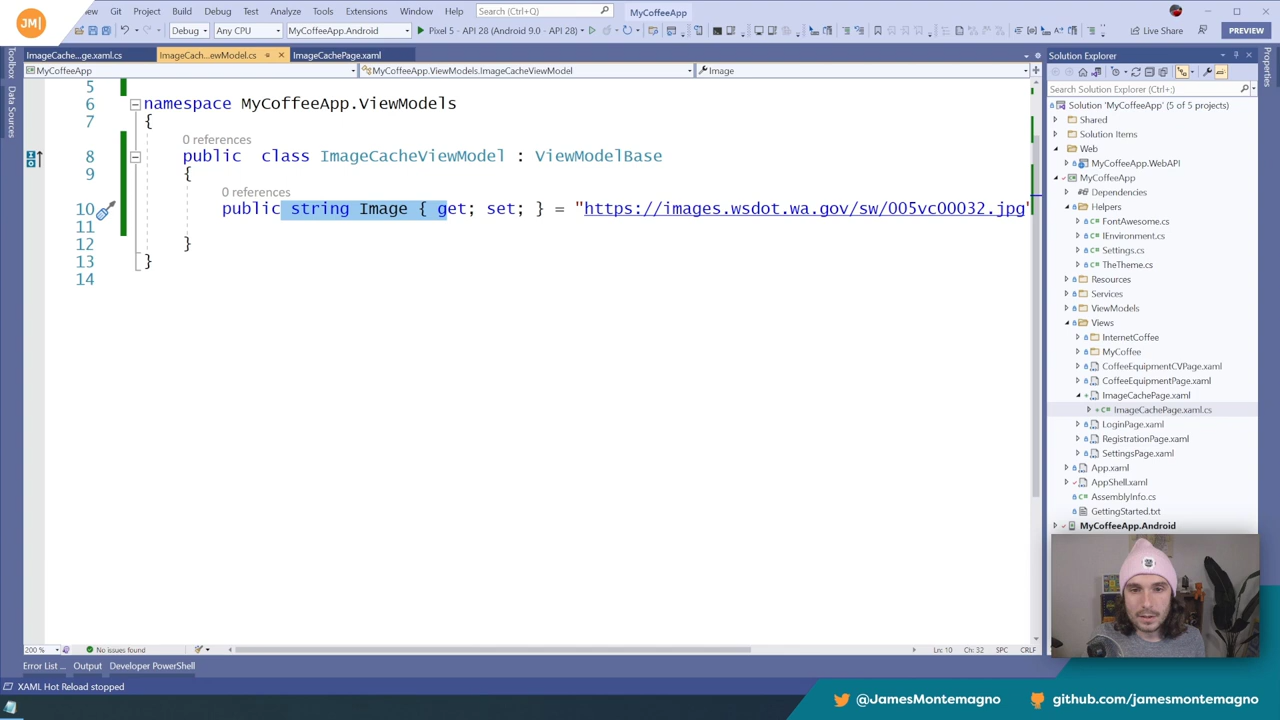 JM|
Git
Project
Build
Debug
Test
Analyze
Tools
Extensions
Window
Help
Search (Ctrl+Q)
MyCoffeeApp
Debug
Any CPU
MyCoffeeApp.Android
Pixel 5 - API 28 (Android 9.0 - API 28)
Live Share
PREVIEW
ImageCache...ge.xaml.cs
ImageCach...ewModel.cs
ImageCachePage.xaml
MyCoffeeApp
MyCoffeeApp.ViewModels.ImageCacheViewModel
Image
Toolbox
Data Sources
5
6 namespace MyCoffeeApp.ViewModels
7 {
0 references
8 public class ImageCacheViewModel : ViewModelBase
9 {
0 references
10 public string Image { get; set; } = "https://images.wsdot.wa.gov/sw/005vc00032.jpg"
11
12 }
13 }
14
200 %
No issues found
Ln: 10
Ch: 32
SPC
CRLF
Error List ...
Output
Developer PowerShell
XAML Hot Reload stopped
Solution Explorer
Search Solution Explorer (Ctrl+;)
Solution 'MyCoffeeApp' (5 of 5 projects)
Shared
Solution Items
Web
MyCoffeeApp.WebAPI
MyCoffeeApp
Dependencies
Helpers
FontAwesome.cs
IEnvironment.cs
Settings.cs
TheTheme.cs
Resources
Services
ViewModels
Views
InternetCoffee
MyCoffee
CoffeeEquipmentCVPage.xaml
CoffeeEquipmentPage.xaml
ImageCachePage.xaml
ImageCachePage.xaml.cs
LoginPage.xaml
RegistrationPage.xaml
SettingsPage.xaml
App.xaml
AppShell.xaml
AssemblyInfo.cs
GettingStarted.txt
MyCoffeeApp.Android
Properties
@JamesMontemagno
github.com/jamesmontemagno